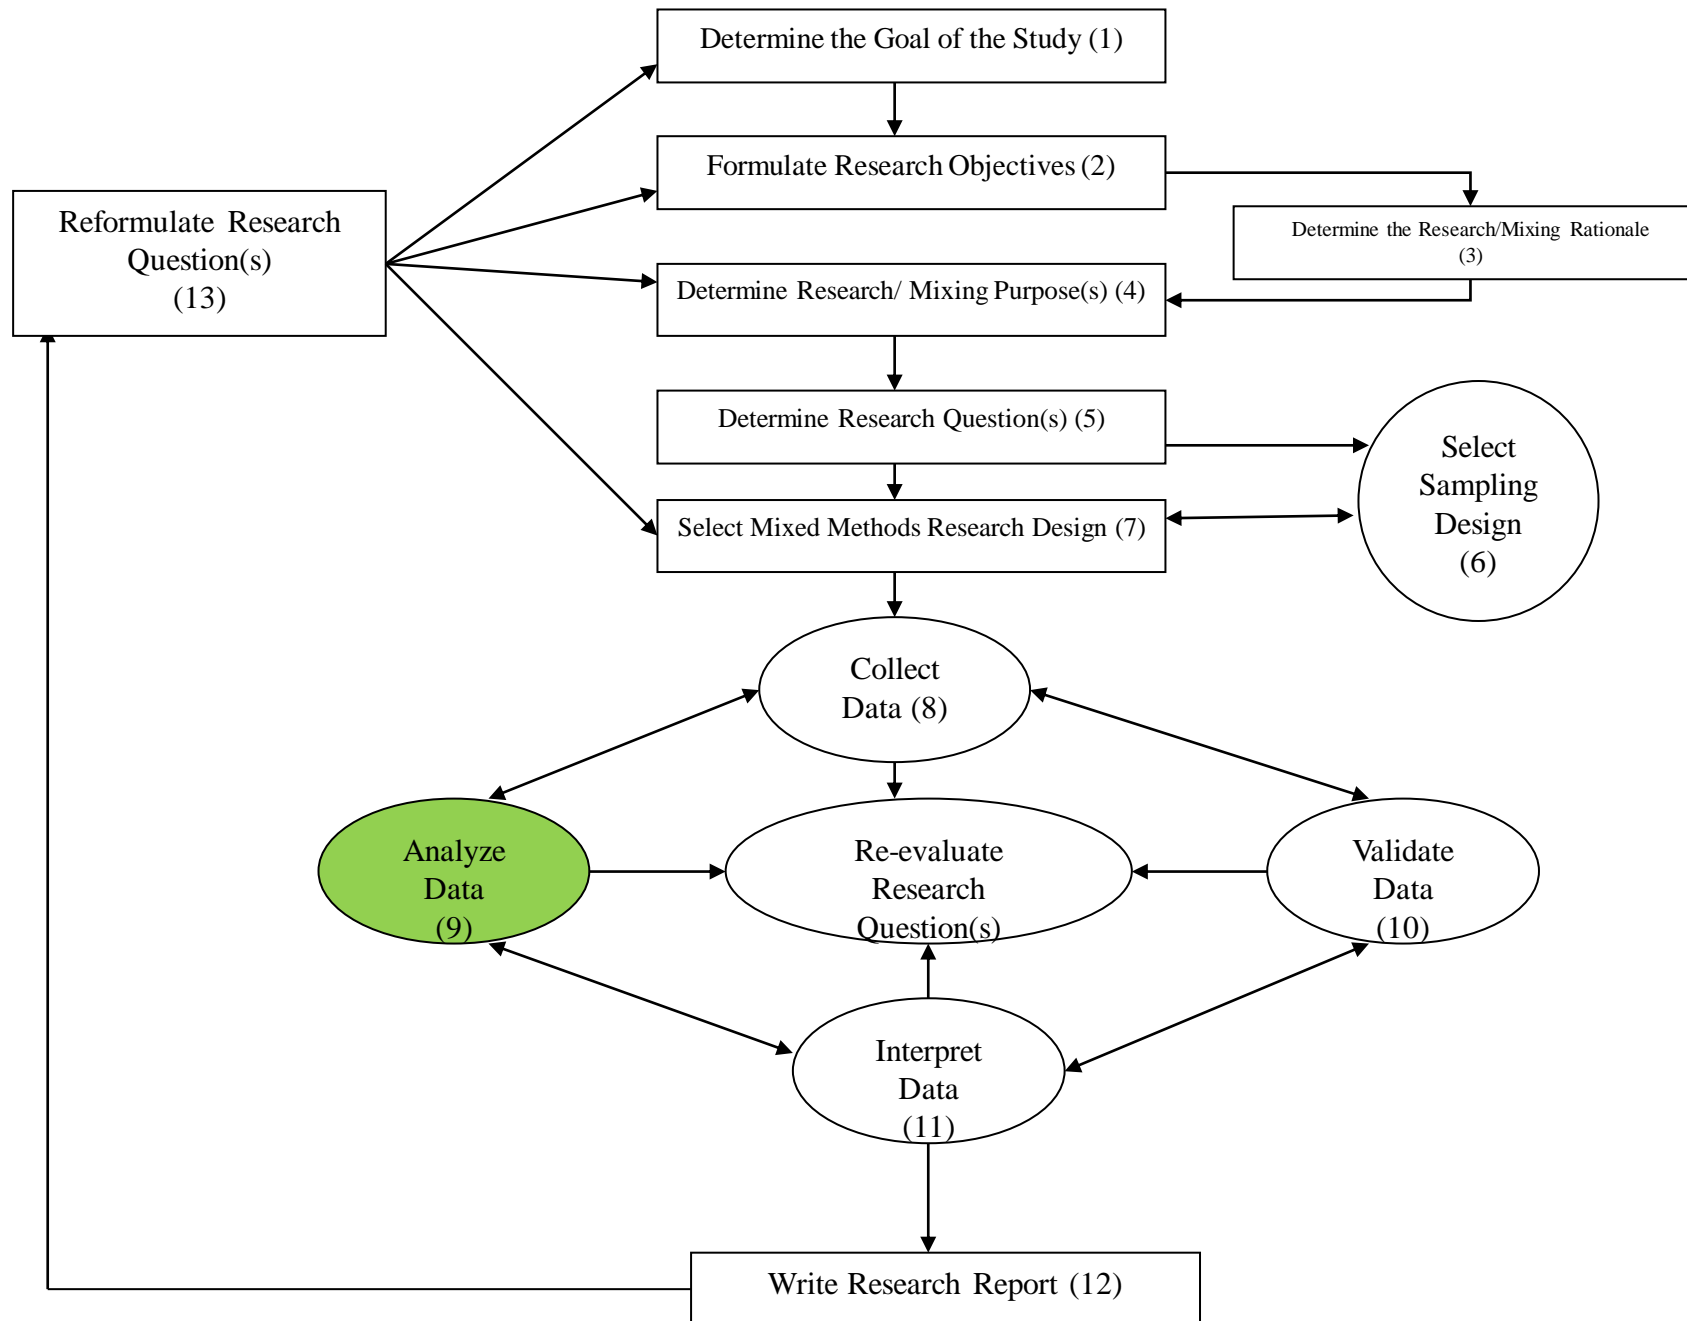 Determine the Goal of the Study (1)
Formulate Research Objectives (2)
Reformulate Research
Question(s)
(13)
Determine the Research/Mixing Rationale
(3)
Determine Research/ Mixing Purpose(s) (4)
Determine Research Question(s) (5)
Select
Sampling
Design
(6)
Select Mixed Methods Research Design (7)
Collect
Data (8)
Analyze
Data
(9)
Re-evaluate
Research
Question(s)
Validate
Data
(10)
Interpret
Data
(11)
Write Research Report (12)